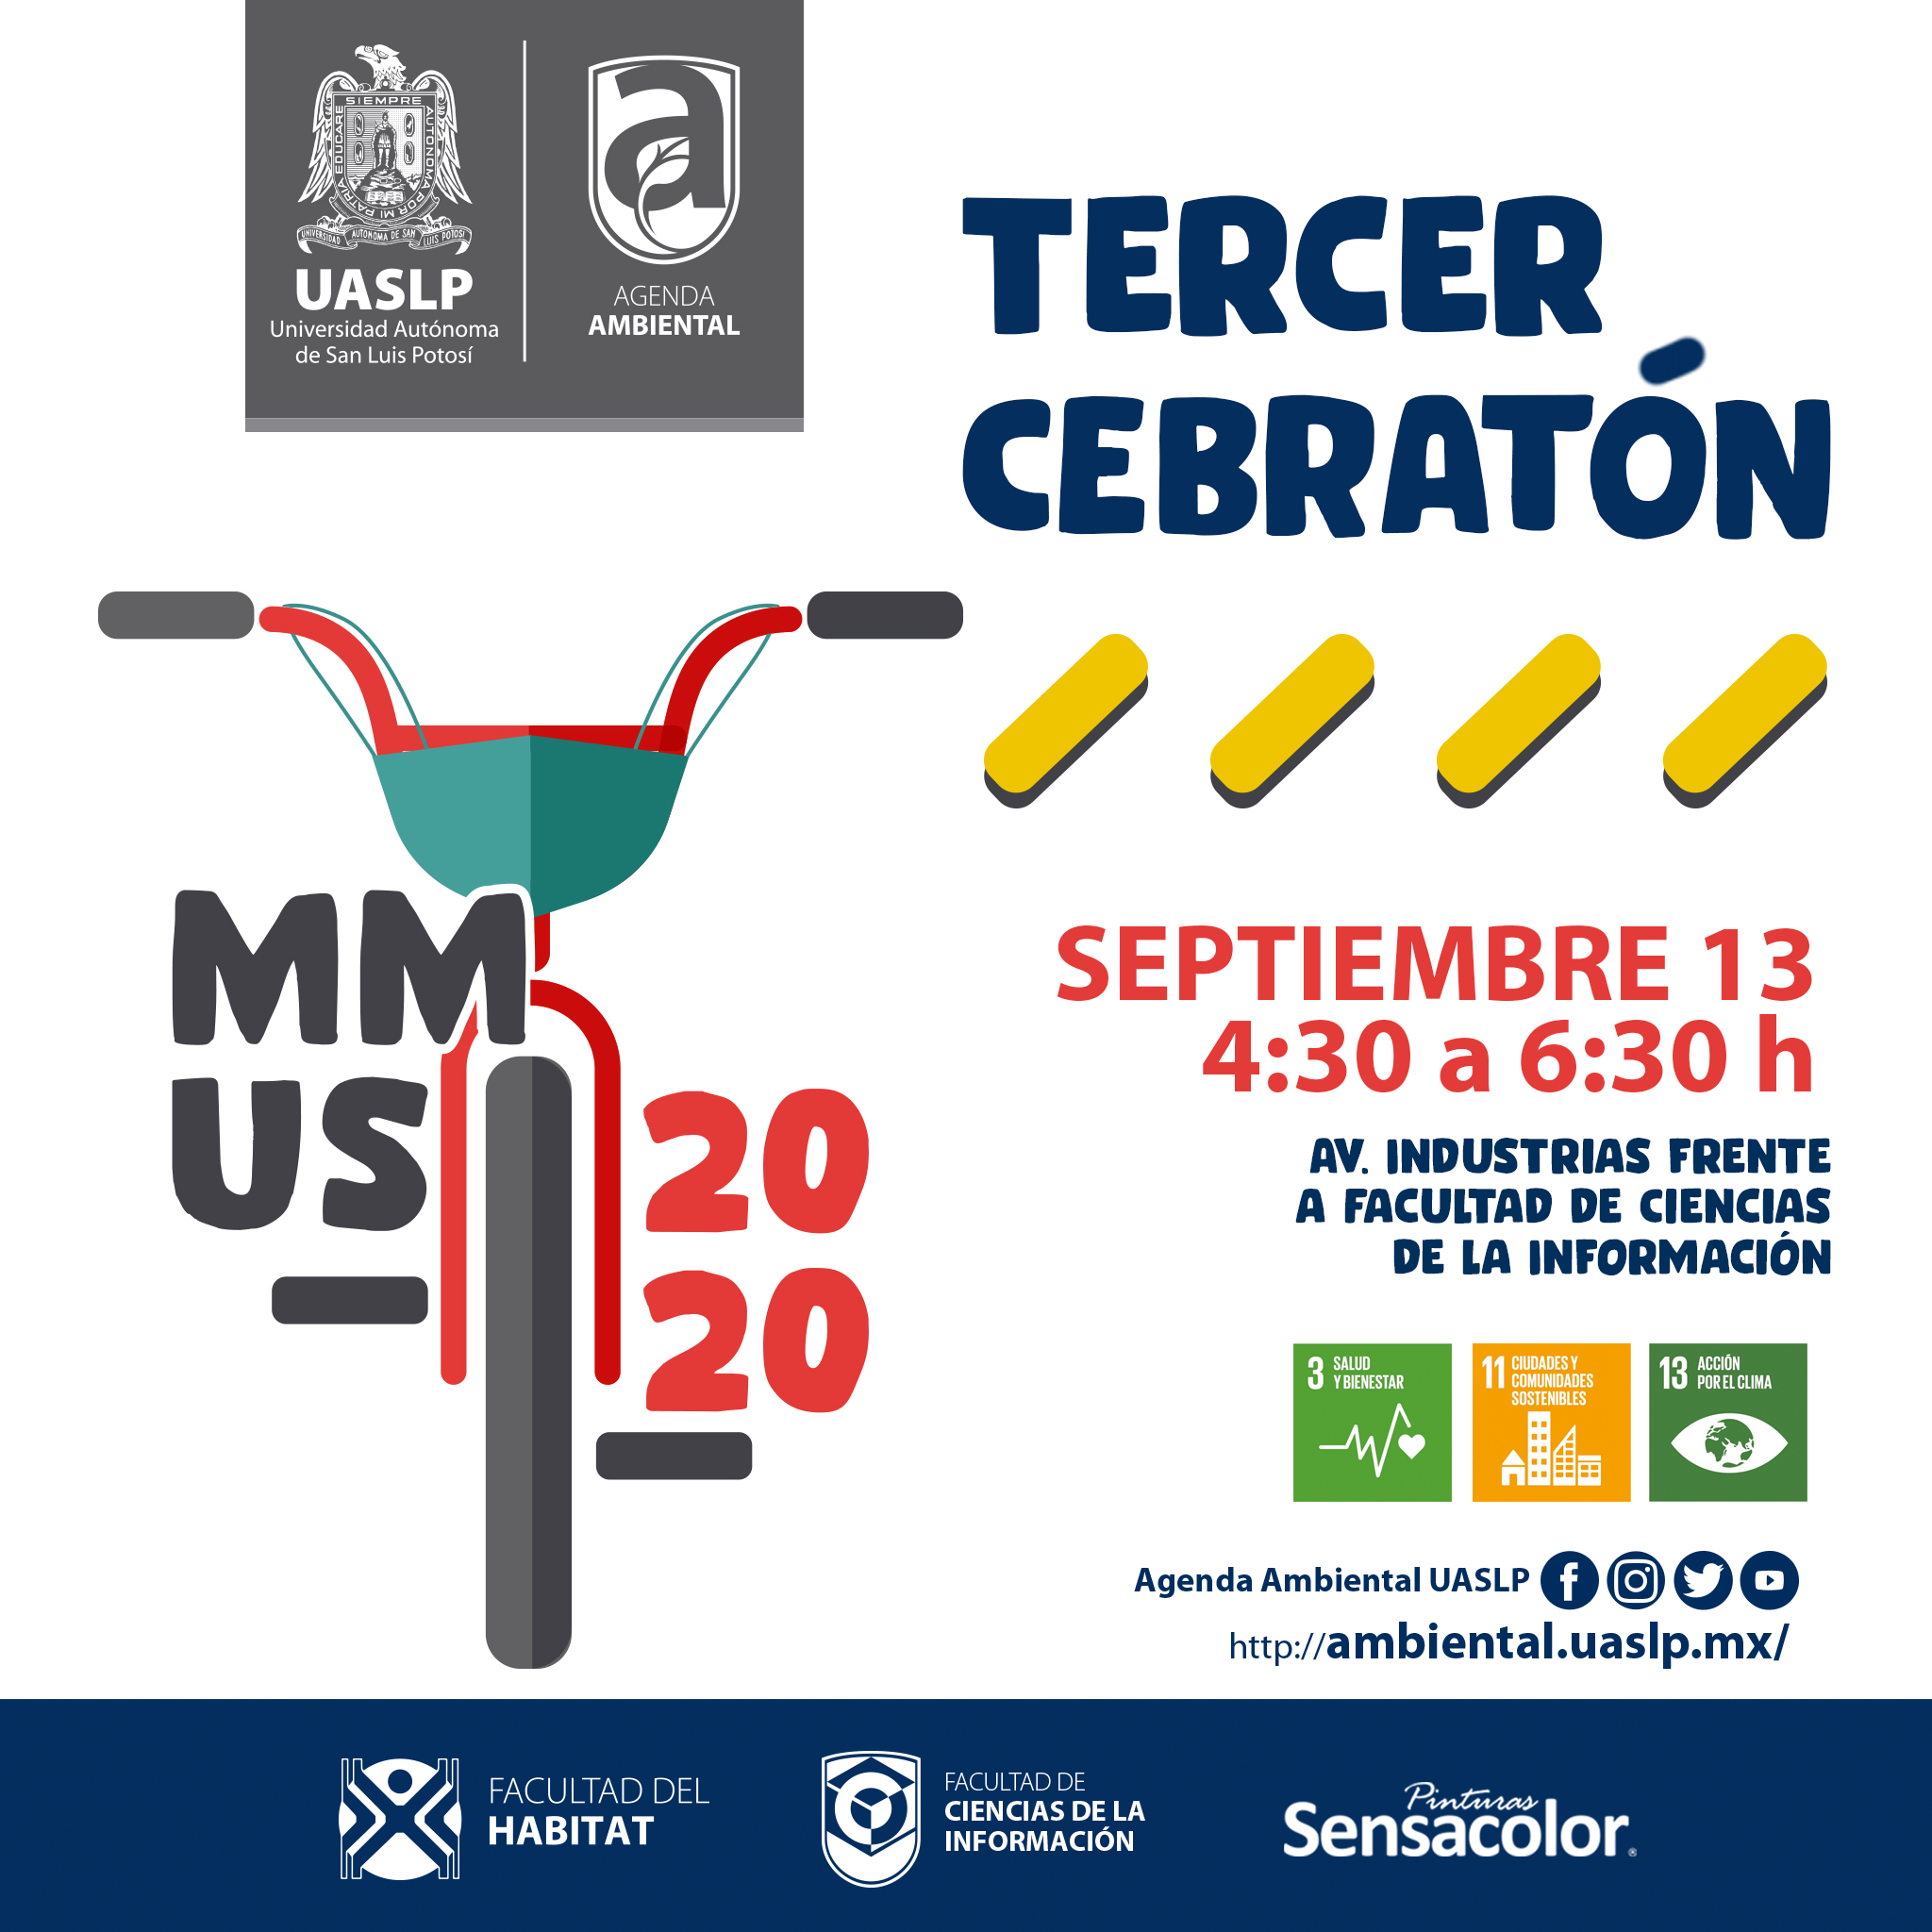 SIEMPRE AUTONOMA POR MI PATRIA EDUCARE
UNIVERSIDAD AUTONOMA DE SAN LUIS POTOSI
UASLP
Universidad Autónoma
de San Luis Potosí
AGENDA
AMBIENTAL
TERCER
CEBRATÓN
MM
US
20
20
SEPTIEMBRE 13
4:30 a 6:30 h
AV. INDUSTRIAS FRENTE
A FACULTAD DE CIENCIAS
DE LA INFORMACIÓN
3 SALUD
Y BIENESTAR
11 CIUDADES Y
COMUNIDADES
SOSTENIBLES
13 ACCIÓN
POR EL CLIMA
Agenda Ambiental UASLP
http://ambiental.uaslp.mx/
FACULTAD DEL
HABITAT
FACULTAD DE
CIENCIAS DE LA
INFORMACIÓN
Pinturas
Sensacolor®